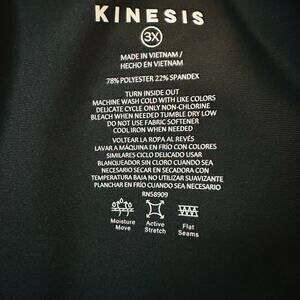 KINESIS
3X
MADE IN VIETNAM /
HECHO EN VIETNAM
78% POLYESTER 22% SPANDEX
TURN INSIDE OUT
MACHINE WASH COLD WITH LIKE COLORS
DELICATE CYCLE ONLY NON-CHLORINE
BLEACH WHEN NEEDED TUMBLE DRY LOW
DO NOT USE FABRIC SOFTENER
COOL IRON WHEN NEEDED
VOLTEAR LA ROPA AL REVÉS
LAVAR A MÁQUINA EN FRÍO CON COLORES
SIMILARES CICLO DELICADO USAR
BLANQUEADOR SIN CLORO CUANDO SEA
NECESARIO SECAR EN SECADORA CON
TEMPERATURA BAJA NO UTILIZAR SUAVIZANTE
PLANCHAR EN FRÍO CUANDO SEA NECESARIO
RN58909
Moisture Move
Active Stretch
Flat Seams